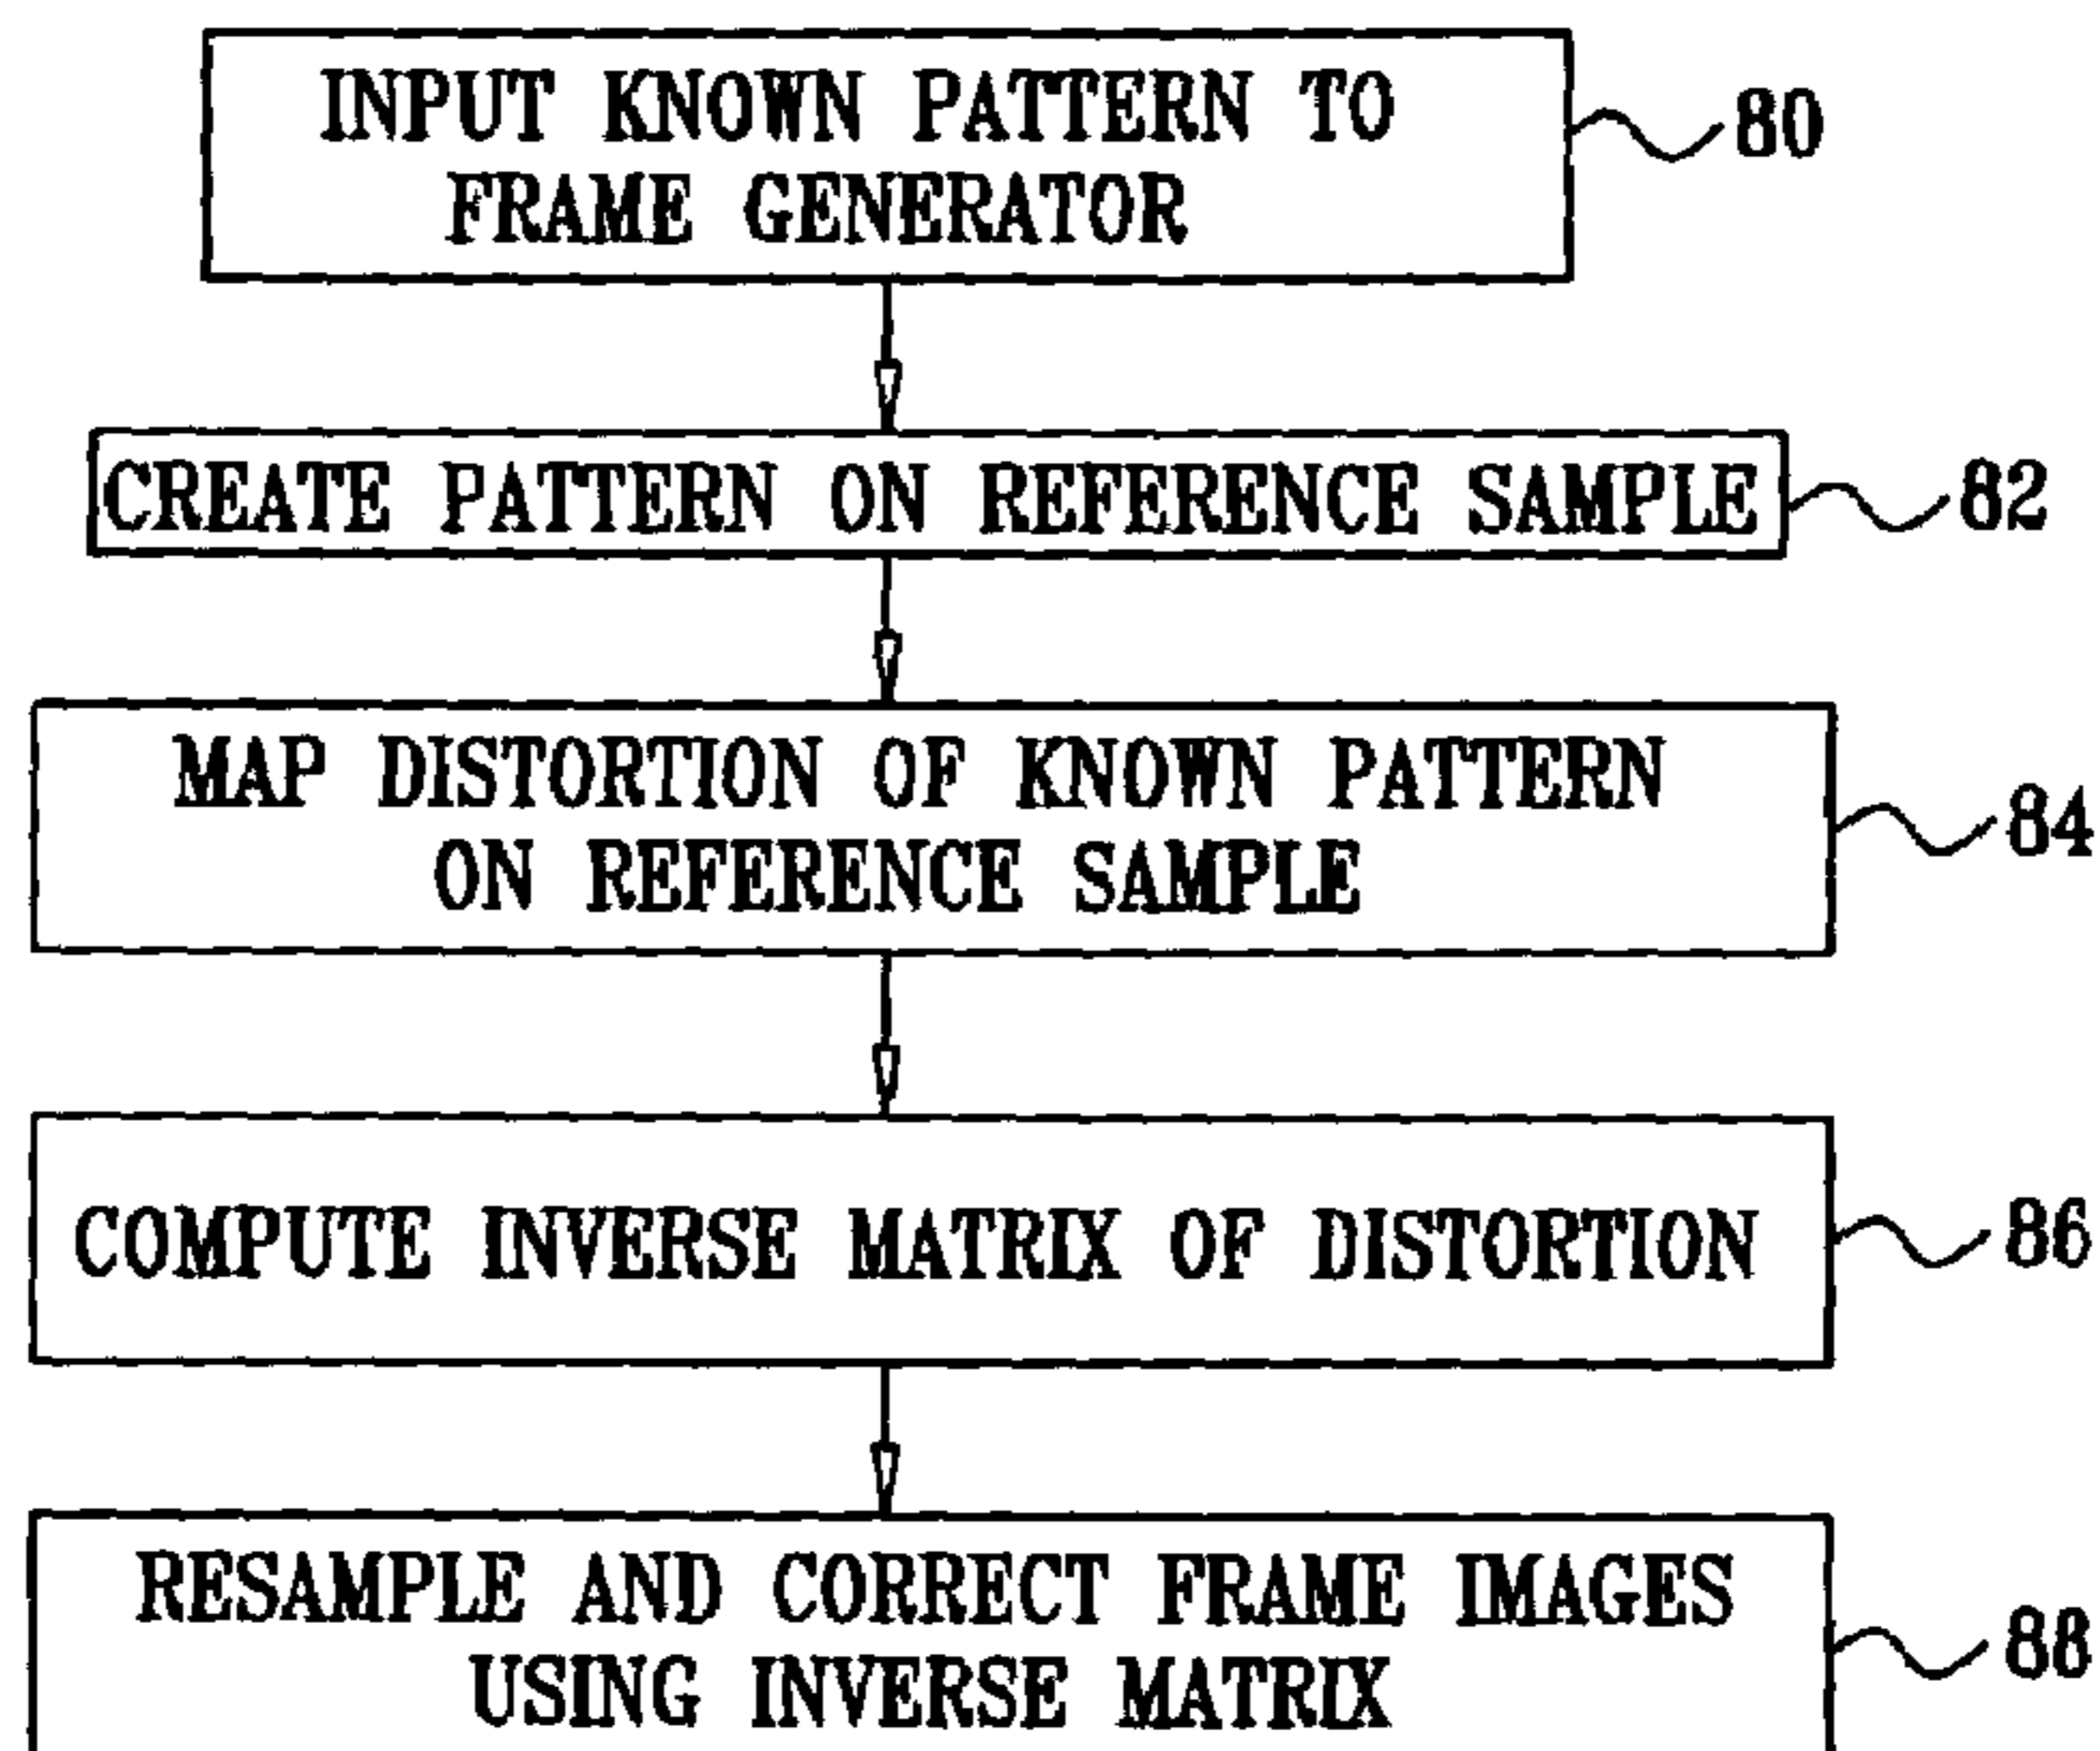 INPUT KNOWN PATTERN TO
FRAME GENERATOR
80
CREATE PATTERN ON REFERENCE SAMPLE
82
MAP DISTORTION OF KNOWN PATTERN
ON REFERENCE SAMPLE
84
COMPUTE INVERSE MATRIX OF DISTORTION
86
RESAMPLE AND CORRECT FRAME IMAGES
USING INVERSE MATRIX
88